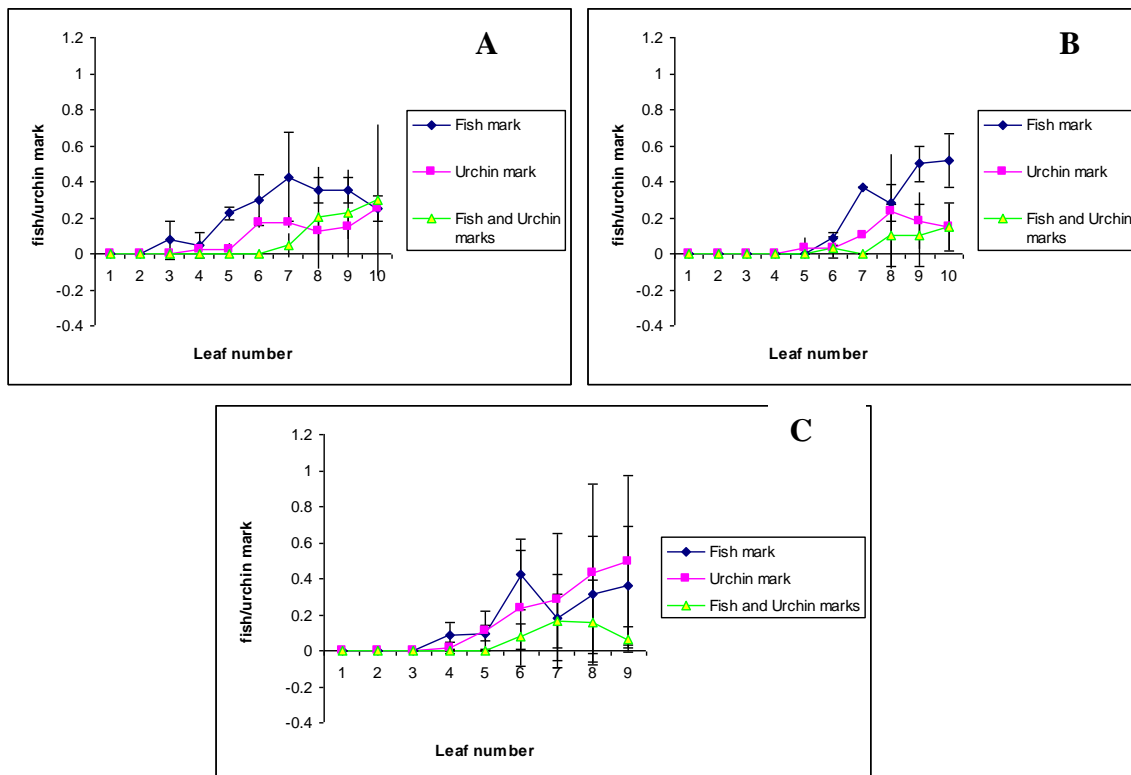 A
1.2
1
0.8
0.6
0.4
0.2
0
-0.2
-0.4
1 2 3 4 5 6 7 8 9 10
fish/urchin mark
Leaf number
Fish mark
Urchin mark
Fish and Urchin
marks
B
1.2
1
0.8
0.6
0.4
0.2
0
-0.2
-0.4
1 2 3 4 5 6 7 8 9 10
fish/urchin mark
Leaf number
Fish mark
Urchin mark
Fish and Urchin
marks
C
1.2
1
0.8
0.6
0.4
0.2
0
-0.2
-0.4
1 2 3 4 5 6 7 8 9
fish/urchin mark
Leaf number
Fish mark
Urchin mark
Fish and Urchin marks